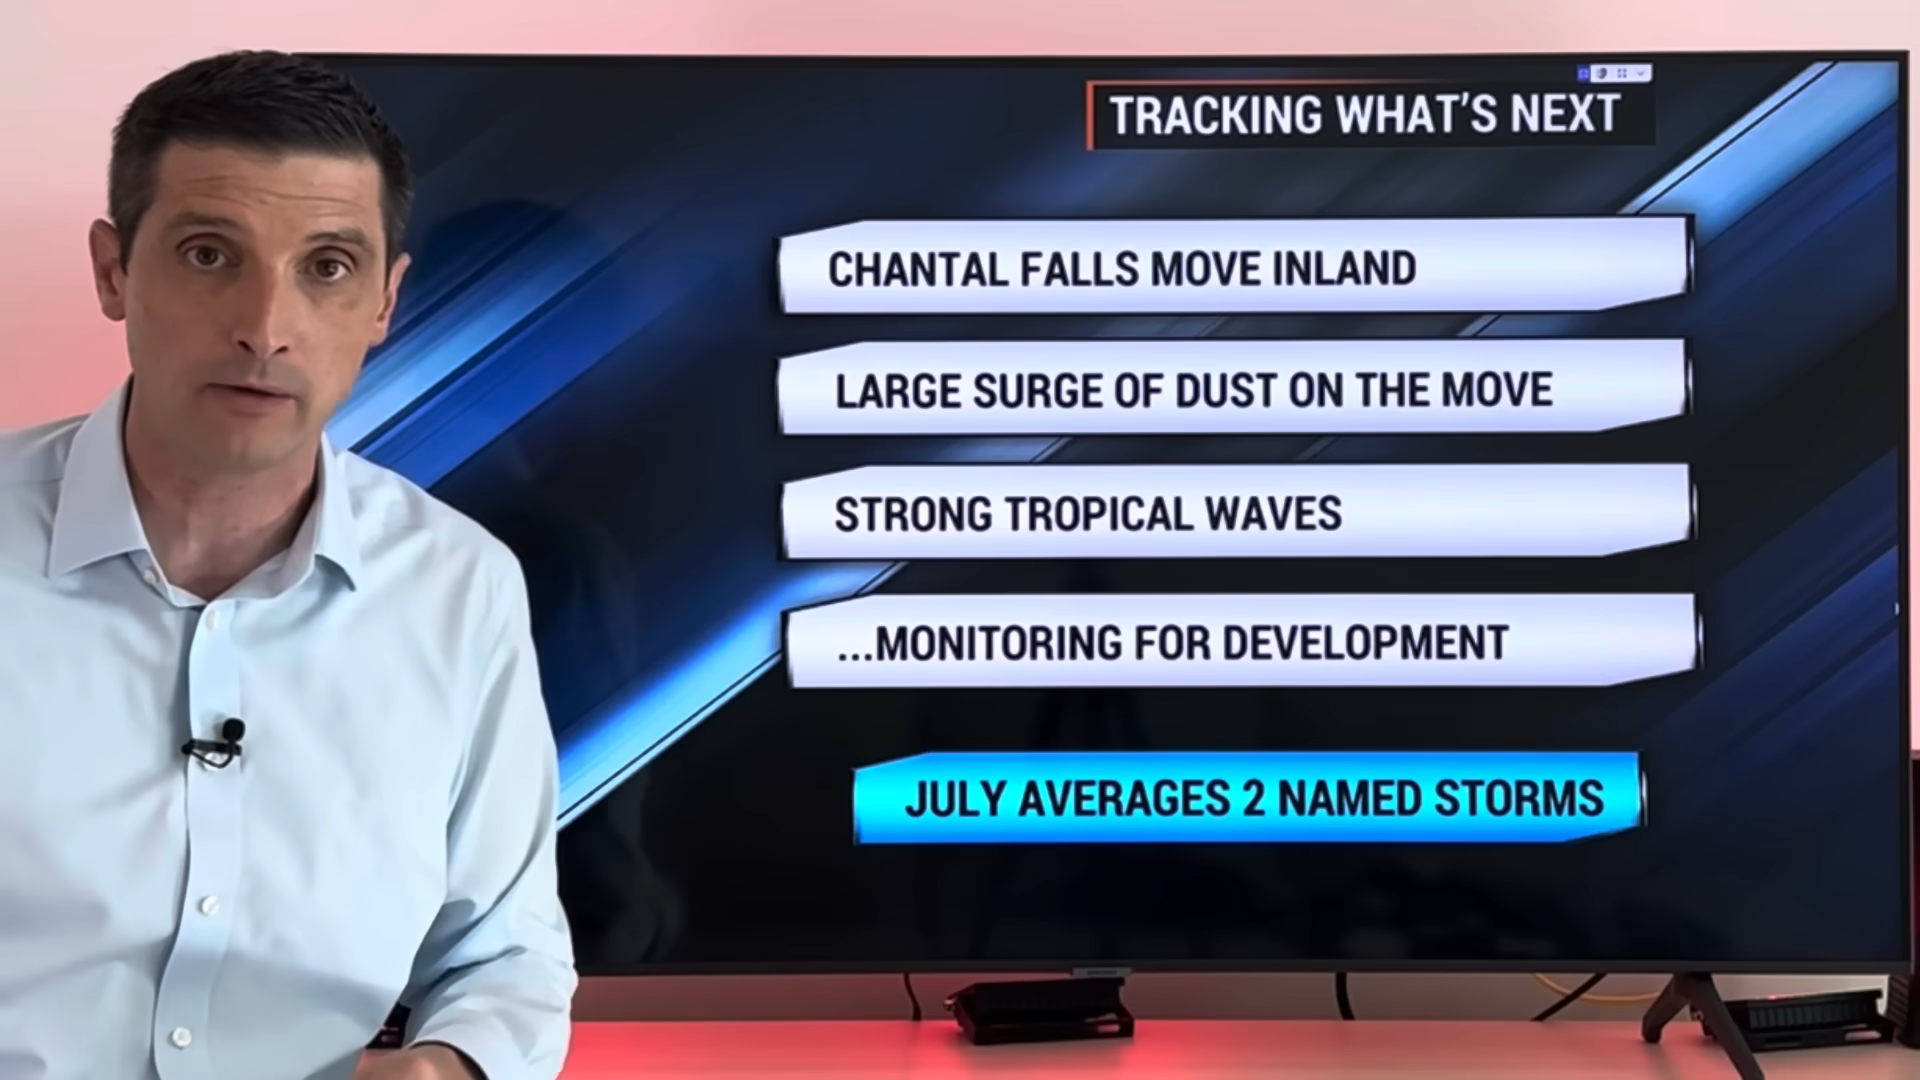 TRACKING WHAT'S NEXT
CHANTAL FALLS MOVE INLAND
LARGE SURGE OF DUST ON THE MOVE
STRONG TROPICAL WAVES
...MONITORING FOR DEVELOPMENT
JULY AVERAGES 2 NAMED STORMS